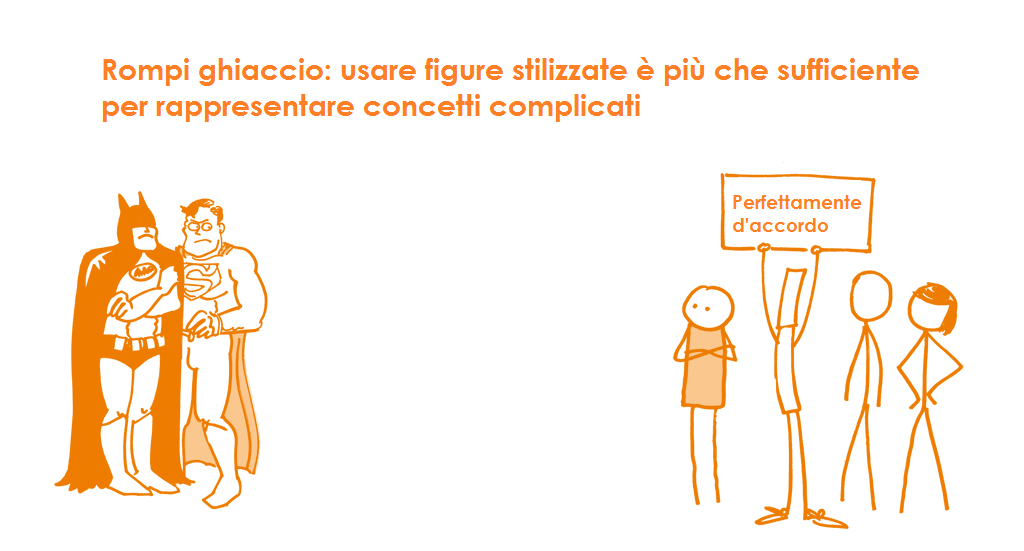 Rompi ghiaccio: usare figure stilizzate è più che sufficiente
per rappresentare concetti complicati
Perfettamente
d'accordo
S